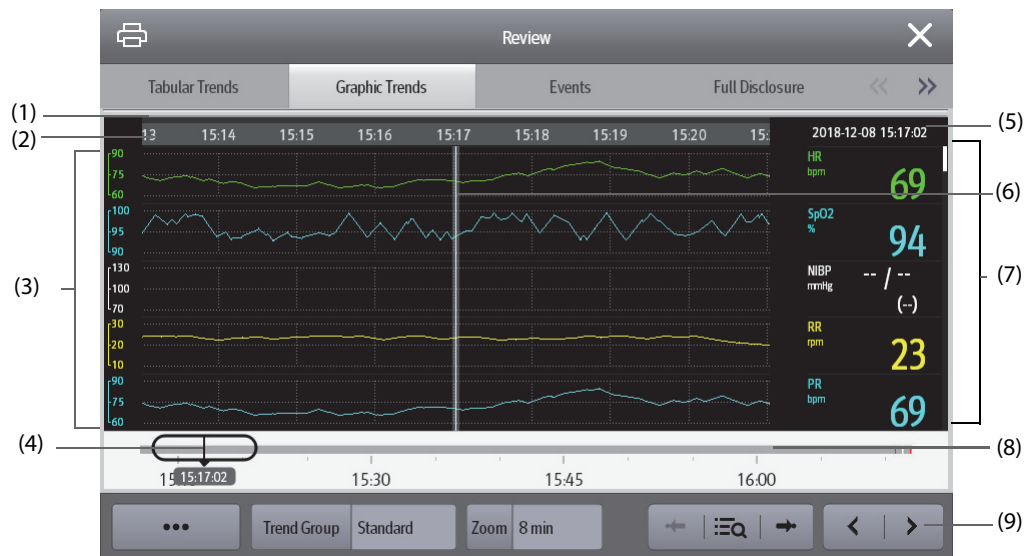 Review
Tabular Trends Graphic Trends Events Full Disclosure
(1)
(2)
13 15:14 15:15 15:16 15:17 15:18 15:19 15:20 15:
2018-12-08 15:17:02
(5)
90
75
60
HR
bpm
69
(6)
100
95
90
SpO2
%
94
(3)
130
100
70
NIBP
mmHg
-- / --
(--)
(7)
30
20
10
RR
rpm
23
90
75
60
PR
bpm
69
(4)
(8)
15:17:02
15:30 15:45 16:00
••• Trend Group Standard Zoom 8 min
(9)